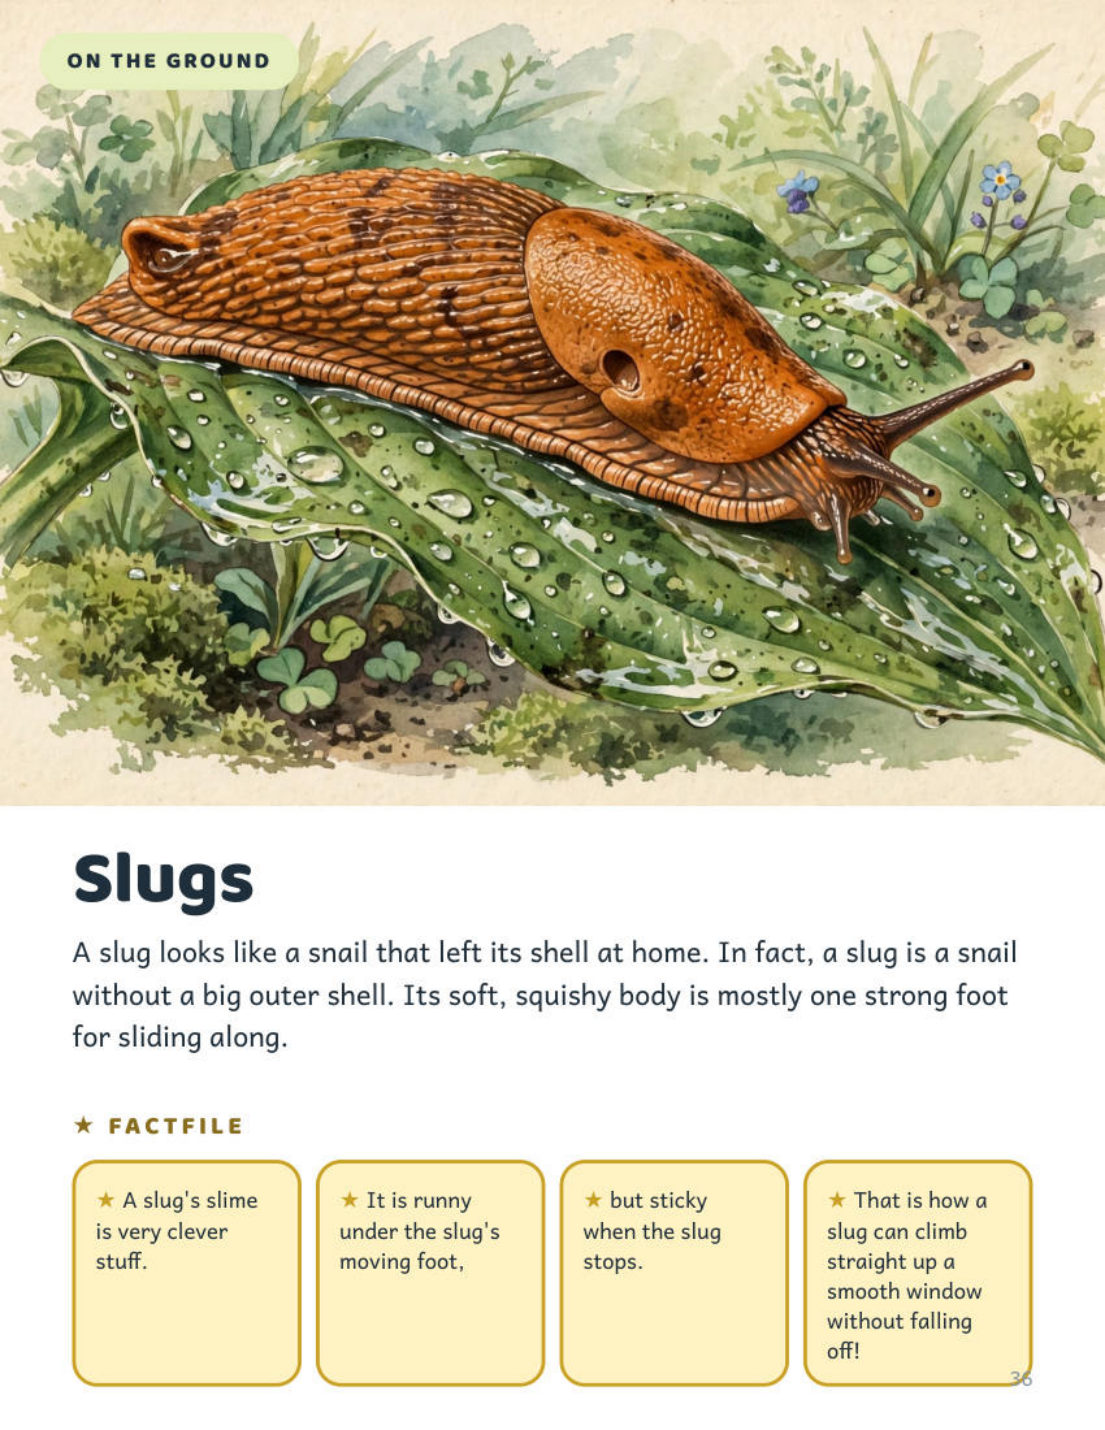 ON THE GROUND
Slugs
A slug looks like a snail that left its shell at home. In fact, a slug is a snail
without a big outer shell. Its soft, squishy body is mostly one strong foot
for sliding along.
★ FACTFILE
★ A slug's slime
is very clever
stuff.
★ It is runny
under the slug's
moving foot,
★ but sticky
when the slug
stops.
★ That is how a
slug can climb
straight up a
smooth window
without falling
off!
36